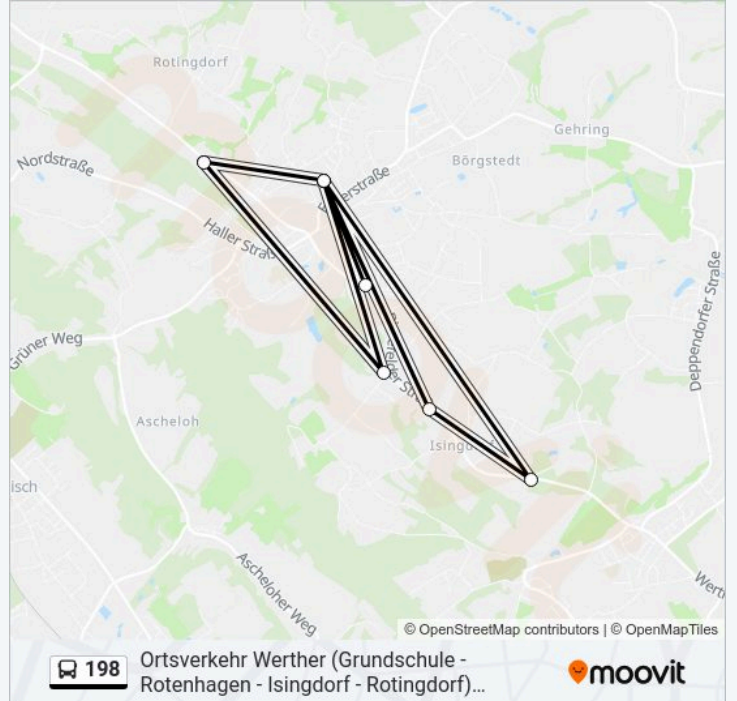 Rotingdorf
Gehring
Börgstedt
Nordstraße
Haller Straße
Deppendorfer Straße
Grüner Weg
Ascheloh
isch
Ascheloher Weg
© OpenStreetMap contributors | © OpenMapTiles
198
Ortsverkehr Werther (Grundschule -
Rotenhagen - Isingdorf - Rotingdorf)...
moovit